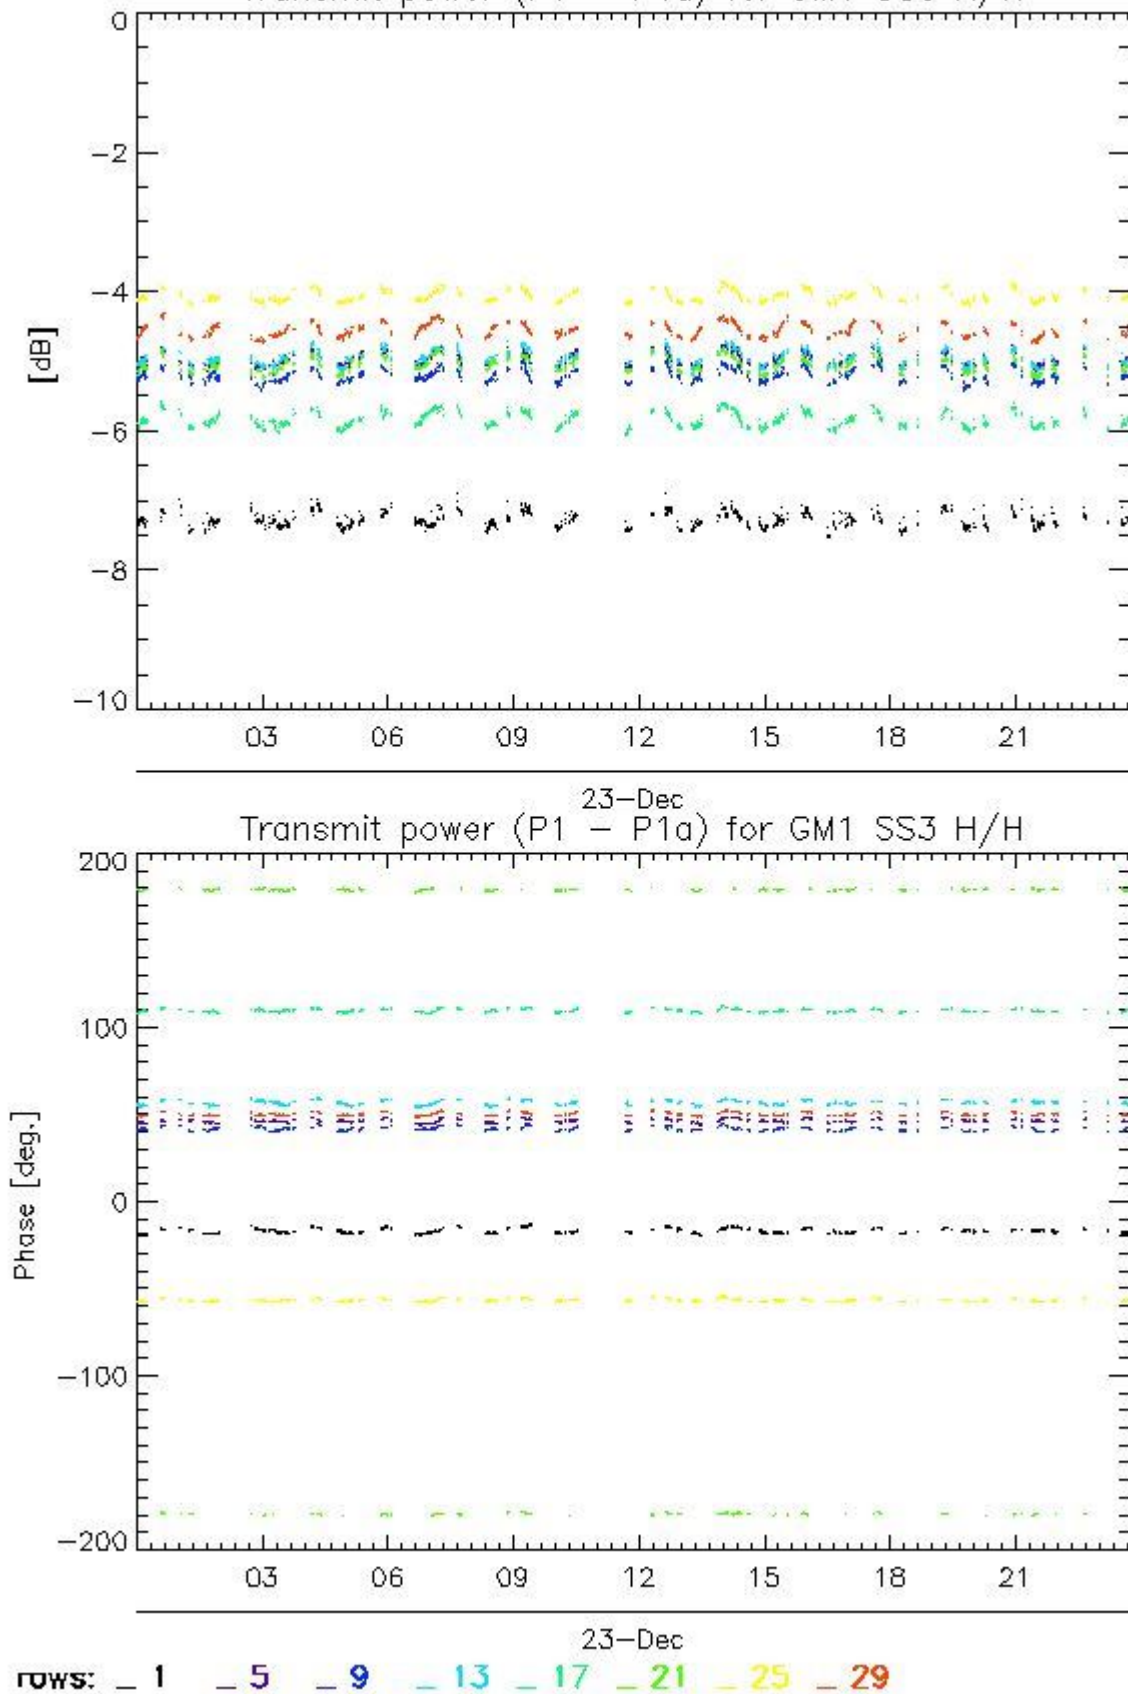 0
-2
-4
[dB]
-6
-8
-10
03 06 09 12 15 18 21
23-Dec
Transmit power (P1 - P1a) for GM1 SS3 H/H
200
100
Phase [deg.]
0
-100
-200
03 06 09 12 15 18 21
23-Dec
rows: _ 1 _ 5 _ 9 _ 13 _ 17 _ 21 _ 25 _ 29